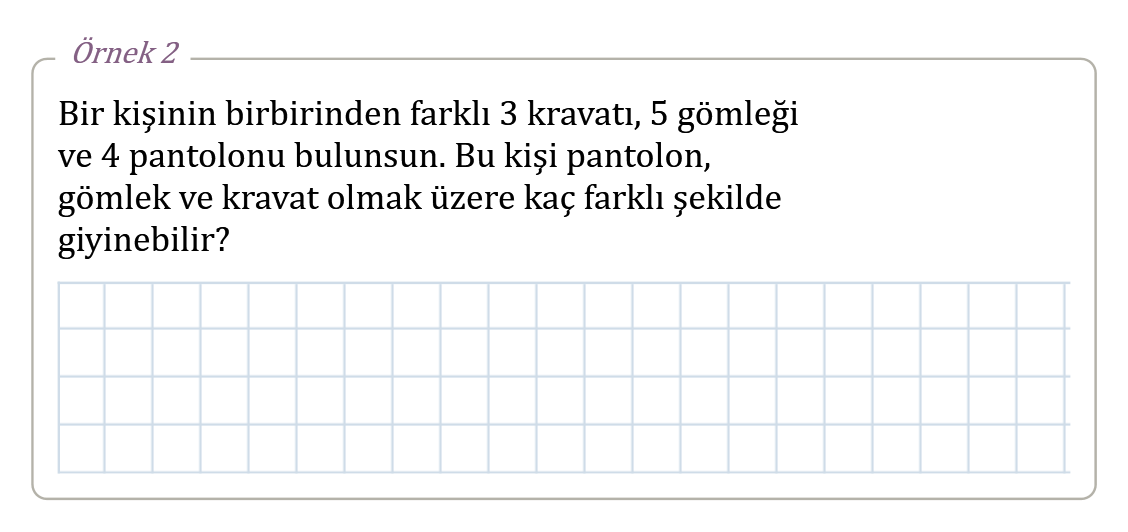 Örnek 2
Bir kişinin birbirinden farklı 3 kravatı, 5 gömleği
ve 4 pantolonu bulunsun. Bu kişi pantolon,
gömlek ve kravat olmak üzere kaç farklı şekilde
giyinebilir?